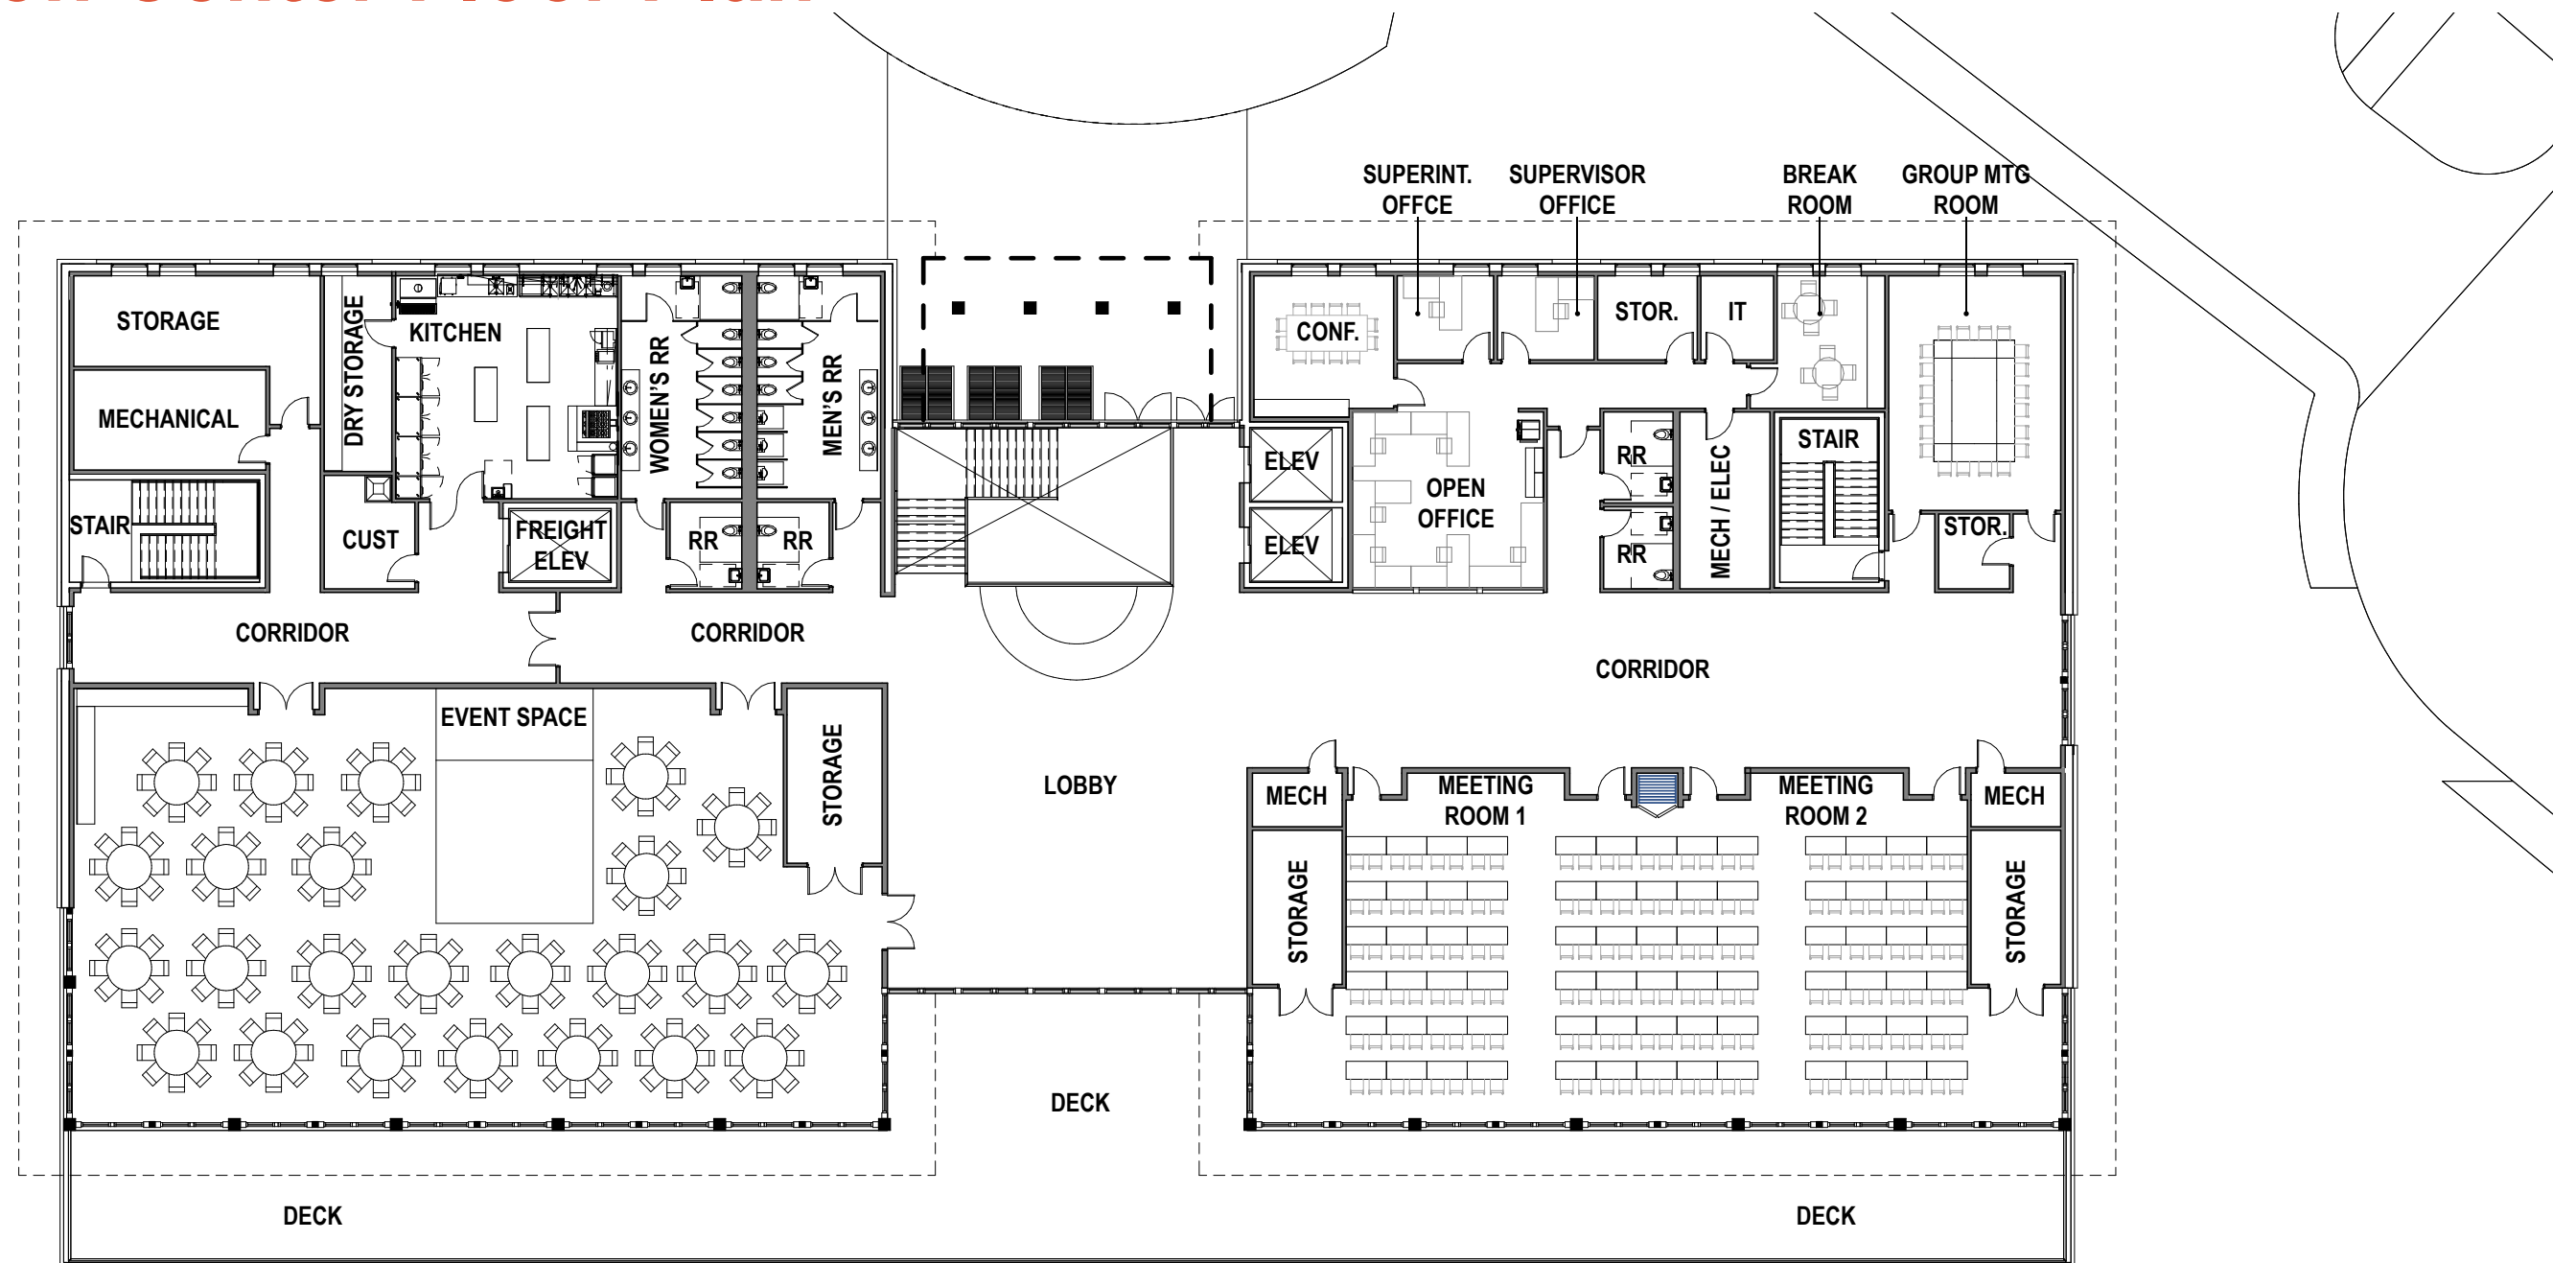 SUPERINT.
OFFCE
SUPERVISOR
OFFICE
BREAK
ROOM
GROUP MTG
ROOM
STORAGE
DRY STORAGE
KITCHEN
WOMEN'S RR
MEN'S RR
CONF.
STOR.
IT
MECHANICAL
STAIR
CUST
FREIGHT
ELEV
RR
RR
ELEV
ELEV
OPEN
OFFICE
RR
RR
MECH / ELEC
STAIR
STOR.
CORRIDOR
CORRIDOR
CORRIDOR
EVENT SPACE
STORAGE
LOBBY
MECH
MEETING
ROOM 1
MEETING
ROOM 2
MECH
STORAGE
STORAGE
DECK
DECK
DECK